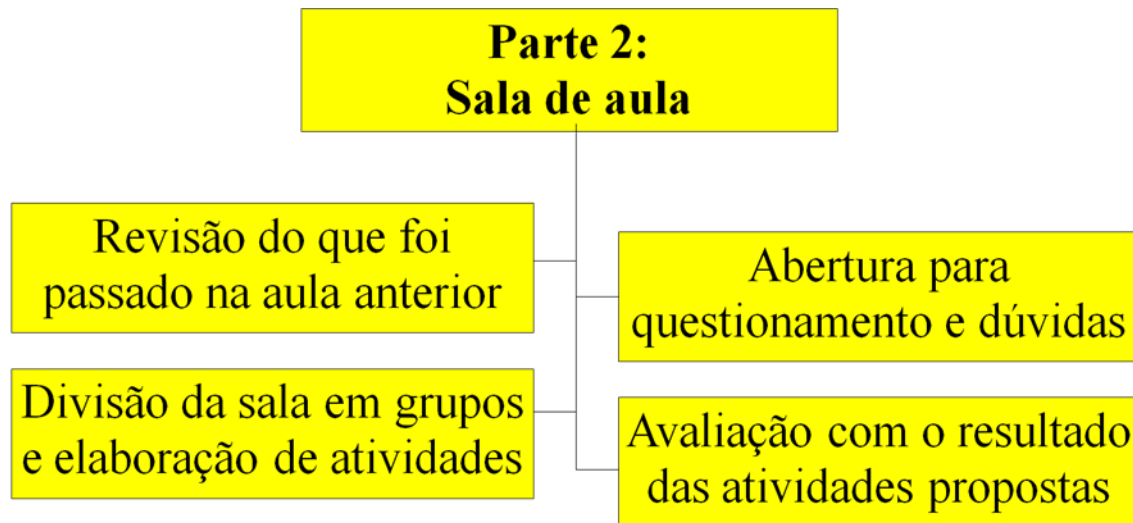 Parte 2:
Sala de aula
Revisão do que foi
passado na aula anterior
Abertura para
questionamento e dúvidas
Divisão da sala em grupos
e elaboração de atividades
Avaliação com o resultado
das atividades propostas